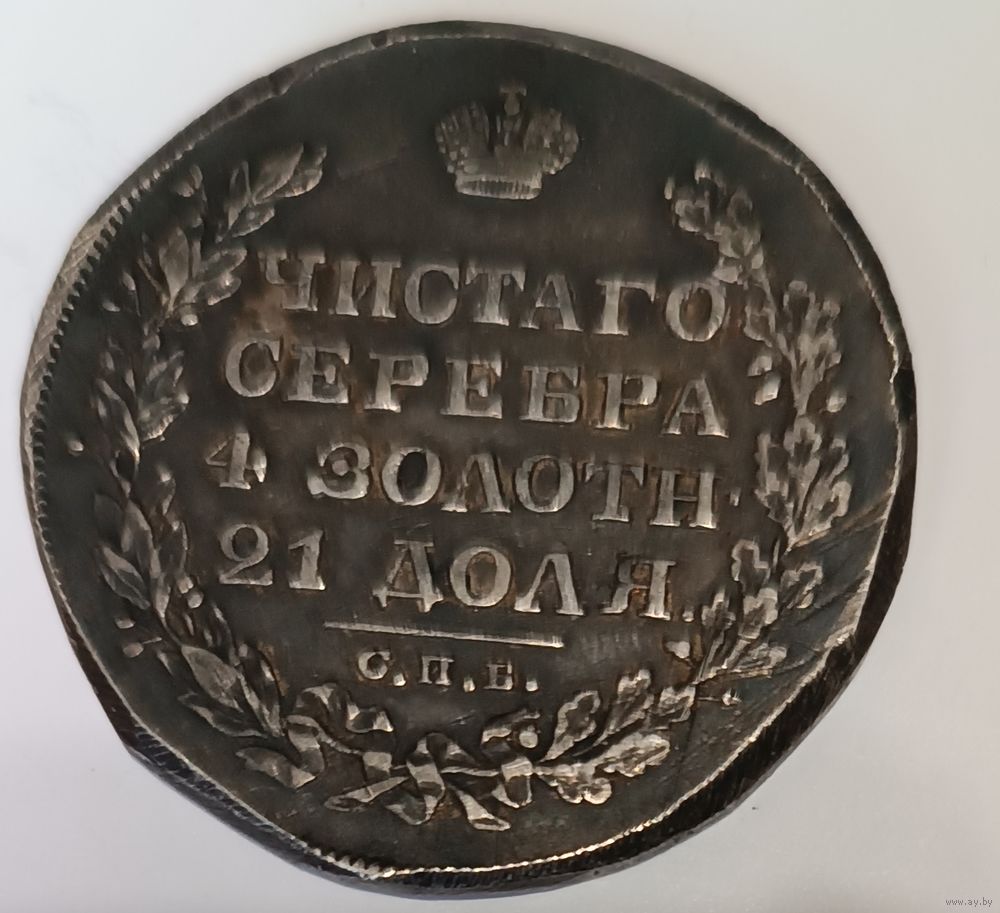 ЧИСТАГО
СЕРЕБРА
4 ЗОЛОТН
21 ДОЛЯ.
С.П.Б.
www.ay.by